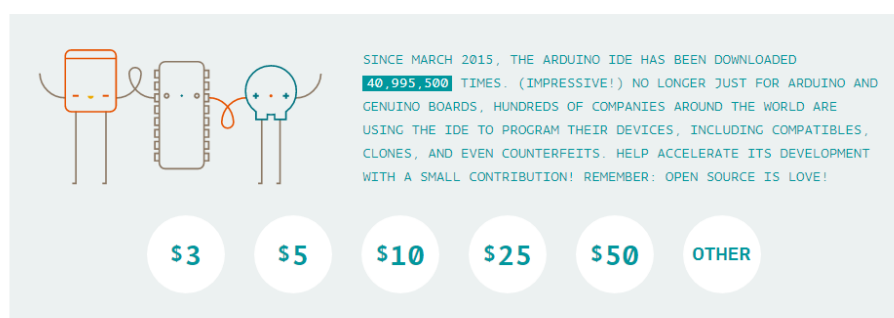 SINCE MARCH 2015, THE ARDUINO IDE HAS BEEN DOWNLOADED
40,995,500 TIMES. (IMPRESSIVE!) NO LONGER JUST FOR ARDUINO AND
GENUINO BOARDS, HUNDREDS OF COMPANIES AROUND THE WORLD ARE
USING THE IDE TO PROGRAM THEIR DEVICES, INCLUDING COMPATIBLES,
CLONES, AND EVEN COUNTERFEITS. HELP ACCELERATE ITS DEVELOPMENT
WITH A SMALL CONTRIBUTION! REMEMBER: OPEN SOURCE IS LOVE!
$3 $5 $10 $25 $50 OTHER